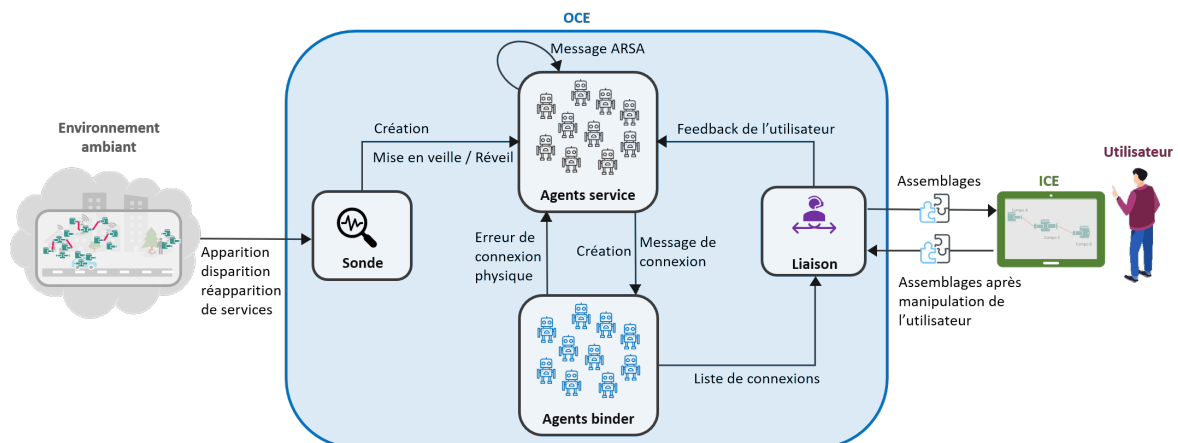 OCE
Message ARSA
Environnement
ambiant
Création
Mise en veille / Réveil
Feedback de l’utilisateur
Utilisateur
Agents service
Assemblages
ICE
Apparition
disparition
réapparition
de services
Sonde
Erreur de
connexion
physique
Création
Message de
connexion
Liaison
Assemblages après
manipulation de
l’utilisateur
Liste de connexions
Agents binder